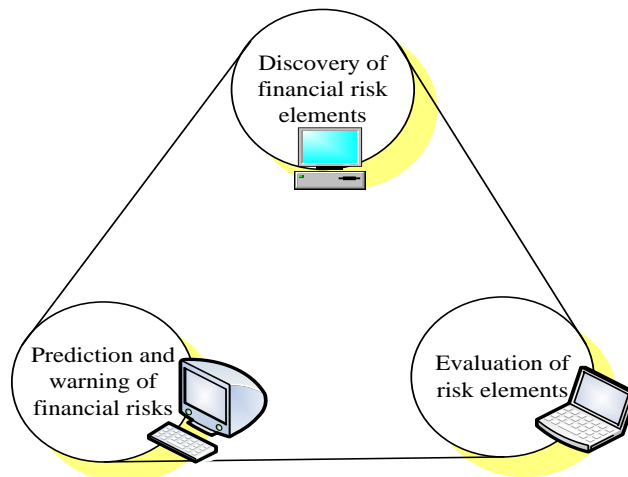 Discovery of
financial risk
elements
Prediction and
warning of
financial risks
Evaluation of
risk elements